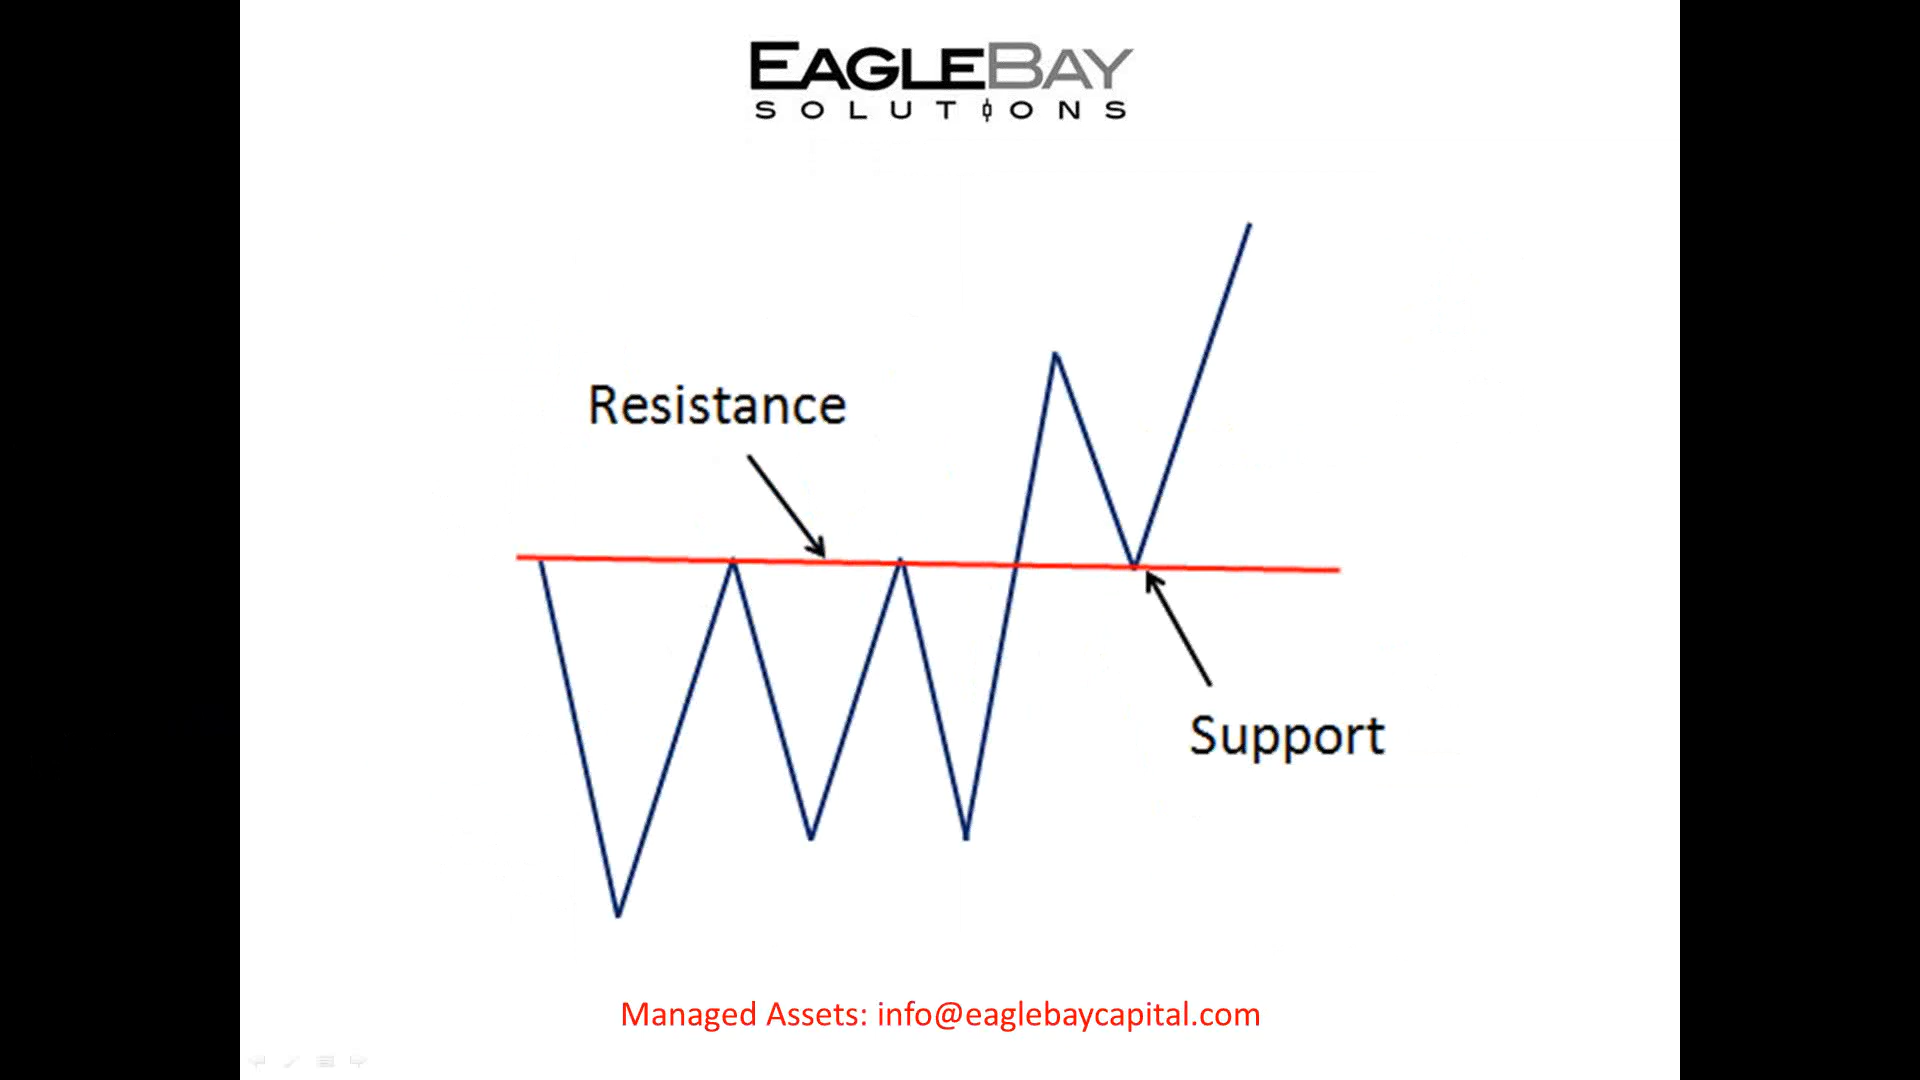 EAGLEBAY
SOLUTIONS
Resistance
Support
Managed Assets: info@eaglebaycapital.com